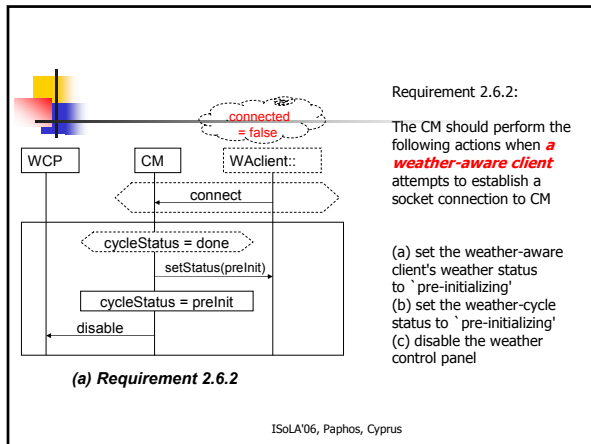 connected
= false
WCP
CM
WAclient::
connect
cycleStatus = done
setStatus(preInit)
cycleStatus = preInit
disable
(a) Requirement 2.6.2
Requirement 2.6.2:
The CM should perform the
following actions when a
weather-aware client
attempts to establish a
socket connection to CM
(a) set the weather-aware
client's weather status
to `pre-initializing'
(b) set the weather-cycle
status to `pre-initializing'
(c) disable the weather
control panel
ISoLA'06, Paphos, Cyprus